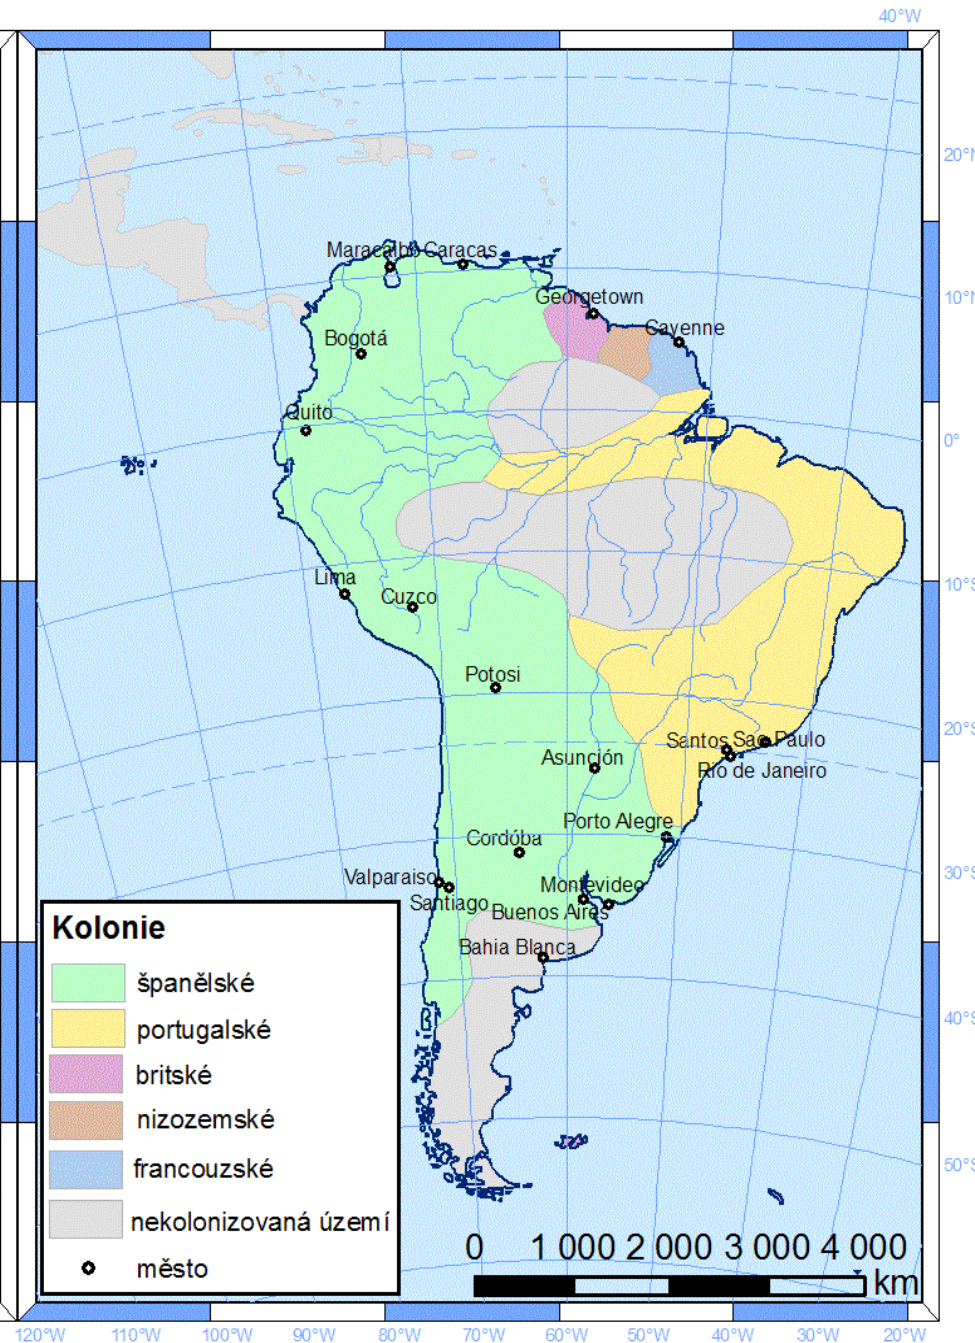 40°W
20°N
Maracaibo Caracas
10°N
Georgetown
Cayenne
Bogotá
Quito
0°
Lima
Cuzco
10°S
Potosi
20°S
Santos Sao Paulo
Asunción
Rio de Janeiro
Porto Alegre
Cordóba
30°S
Valparaiso
Montevideo
Santiago
Buenos Aires
Bahia Blanca
Kolonie
španělské
portugalské
britské
nizozemské
francouzské
nekolonizovaná území
město
40°S
50°S
0 1 000 2 000 3 000 4 000
km
120°W 110°W 100°W 90°W 80°W 70°W 60°W 50°W 40°W 30°W 20°W